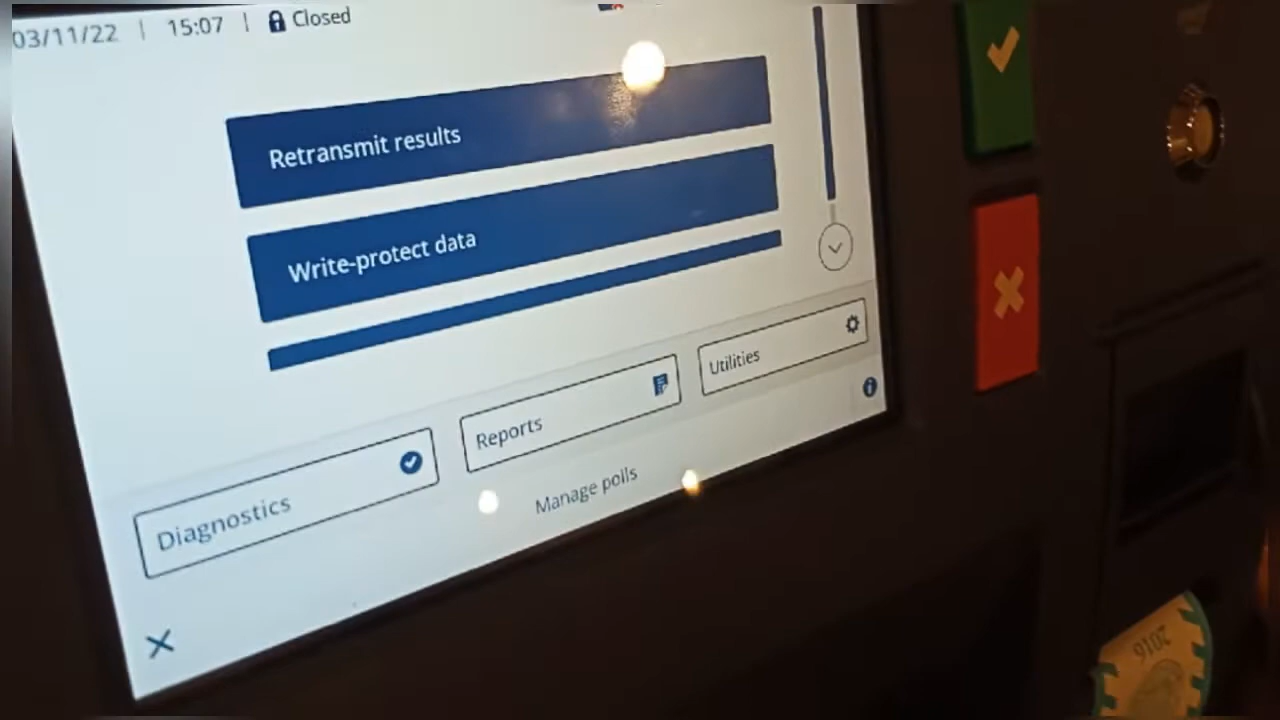 03/11/22 | 15:07 | Closed
Retransmit results
Write-protect data
Utilities
Reports
Diagnostics
Manage polls
2016